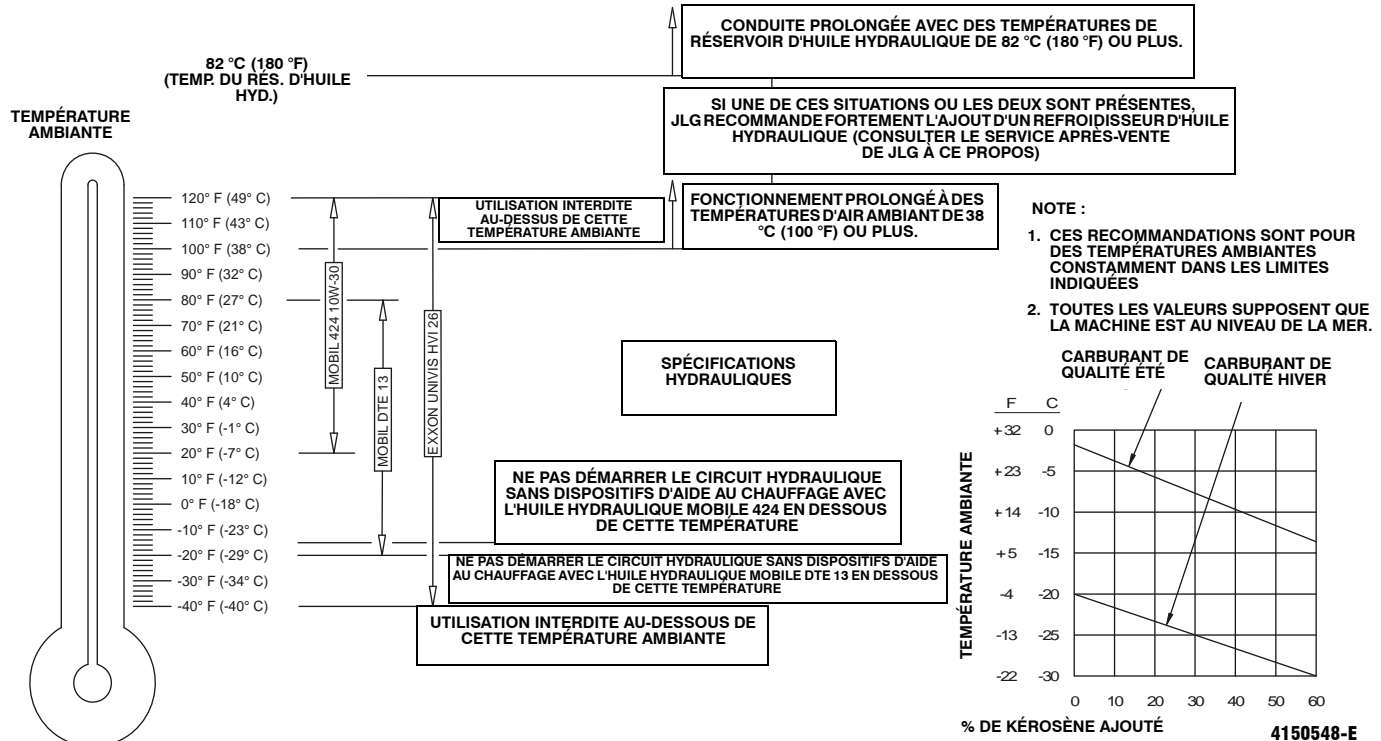 CONDUITE PROLONGÉE AVEC DES TEMPÉRATURES DE
RÉSERVOIR D'HUILE HYDRAULIQUE DE 82 °C (180 °F) OU PLUS.
82 °C (180 °F)
(TEMP. DU RÉS. D'HUILE
HYD.)
TEMPÉRATURE
AMBIANTE
SI UNE DE CES SITUATIONS OU LES DEUX SONT PRÉSENTES,
JLG RECOMMANDE FORTEMENT L'AJOUT D'UN REFROIDISSEUR D'HUILE
HYDRAULIQUE (CONSULTER LE SERVICE APRÈS-VENTE
DE JLG À CE PROPOS)
120° F (49° C)
110° F (43° C)
100° F (38° C)
90° F (32° C)
80° F (27° C)
70° F (21° C)
60° F (16° C)
50° F (10° C)
40° F (4° C)
30° F (-1° C)
20° F (-7° C)
10° F (-12° C)
0° F (-18° C)
-10° F (-23° C)
-20° F (-29° C)
-30° F (-34° C)
-40° F (-40° C)
MOBIL 424 10W-30
MOBIL DTE 13
EXXON UNIVIS HVI 26
UTILISATION INTERDITE
AU-DESSUS DE CETTE
TEMPÉRATURE AMBIANTE
FONCTIONNEMENT PROLONGÉ À DES
TEMPÉRATURES D'AIR AMBIANT DE 38
°C (100 °F) OU PLUS.
SPÉCIFICATIONS
HYDRAULIQUES
NE PAS DÉMARRER LE CIRCUIT HYDRAULIQUE
SANS DISPOSITIFS D'AIDE AU CHAUFFAGE AVEC
L'HUILE HYDRAULIQUE MOBILE 424 EN DESSOUS
DE CETTE TEMPÉRATURE
NE PAS DÉMARRER LE CIRCUIT HYDRAULIQUE SANS DISPOSITIFS D'AIDE
AU CHAUFFAGE AVEC L'HUILE HYDRAULIQUE MOBILE DTE 13 EN DESSOUS
DE CETTE TEMPÉRATURE
UTILISATION INTERDITE AU-DESSOUS DE
CETTE TEMPÉRATURE AMBIANTE
NOTE :
1. CES RECOMMANDATIONS SONT POUR
DES TEMPÉRATURES AMBIANTES
CONSTAMMENT DANS LES LIMITES
INDIQUÉES
2. TOUTES LES VALEURS SUPPOSENT QUE
LA MACHINE EST AU NIVEAU DE LA MER.
CARBURANT DE
QUALITÉ ÉTÉ
CARBURANT DE
QUALITÉ HIVER
TEMPÉRATURE AMBIANTE
F C
+32 0
+23 -5
+14 -10
+5 -15
-4 -20
-13 -25
-22 -30
0 10 20 30 40 50 60
% DE KÉROSÈNE AJOUTÉ
4150548-E